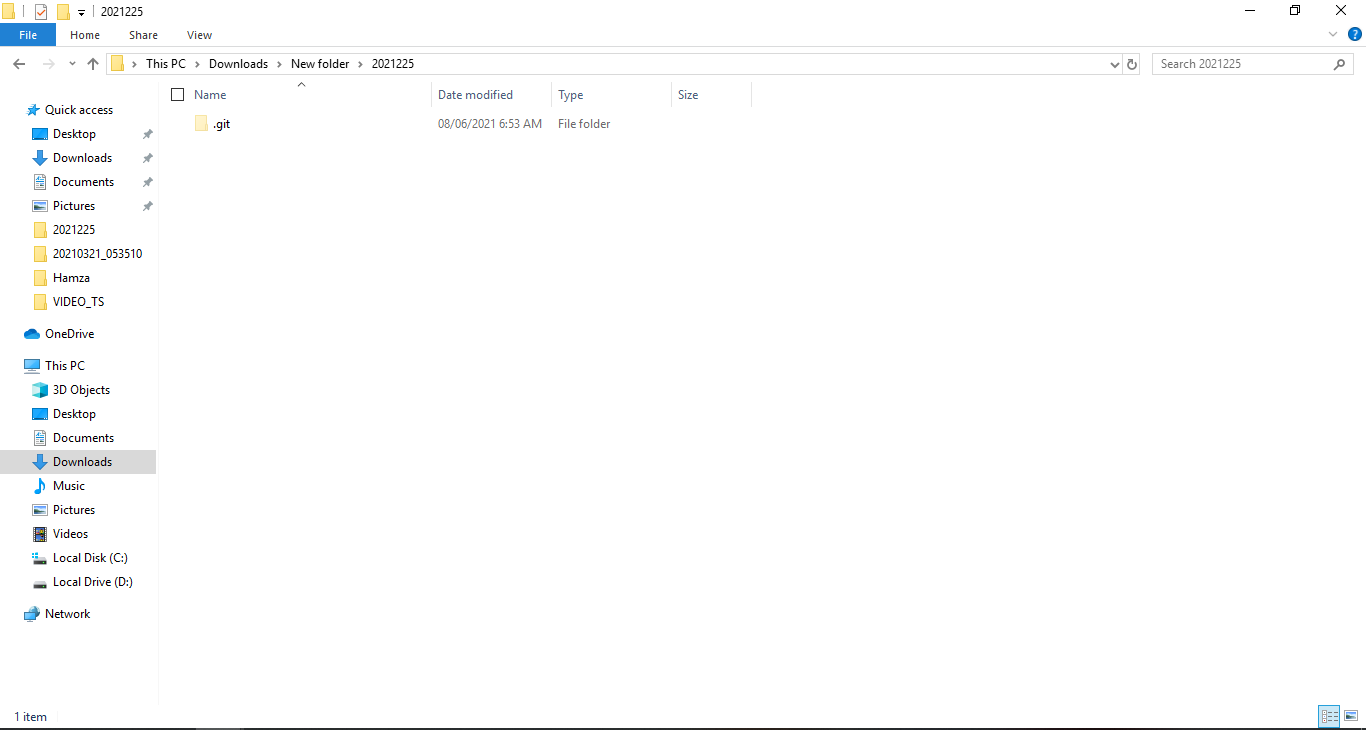 2021225
File Home Share View
This PC Downloads New folder 2021225
Search 2021225
Name Date modified Type Size
.git 08/06/2021 6:53 AM File folder
Quick access
Desktop
Downloads
Documents
Pictures
2021225
20210321_053510
Hamza
VIDEO_TS
OneDrive
This PC
3D Objects
Desktop
Documents
Downloads
Music
Pictures
Videos
Local Disk (C:)
Local Drive (D:)
Network
1 item